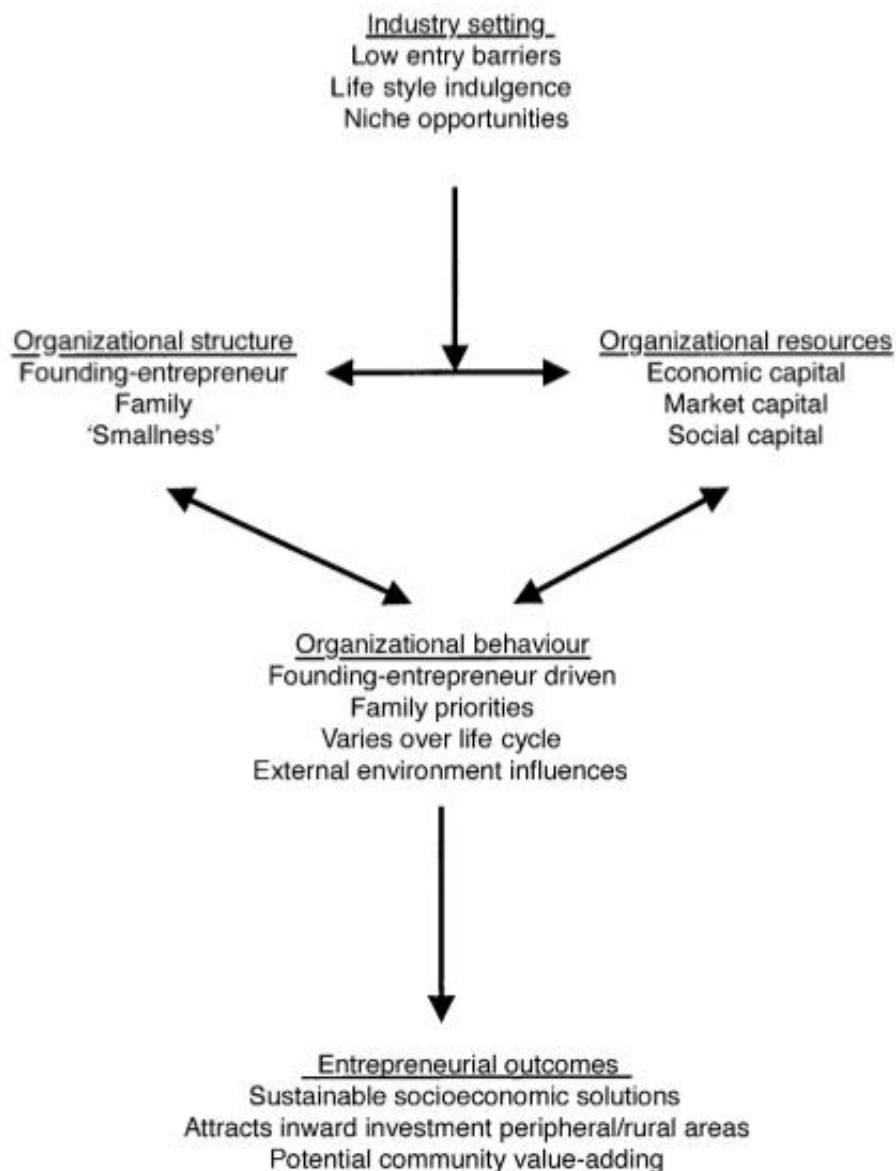 Industry setting
Low entry barriers
Life style indulgence
Niche opportunities
Organizational structure
Founding-entrepreneur
Family
‘Smallness’
Organizational resources
Economic capital
Market capital
Social capital
Organizational behaviour
Founding-entrepreneur driven
Family priorities
Varies over life cycle
External environment influences
Entrepreneurial outcomes
Sustainable socioeconomic solutions
Attracts inward investment peripheral/rural areas
Potential community value-adding